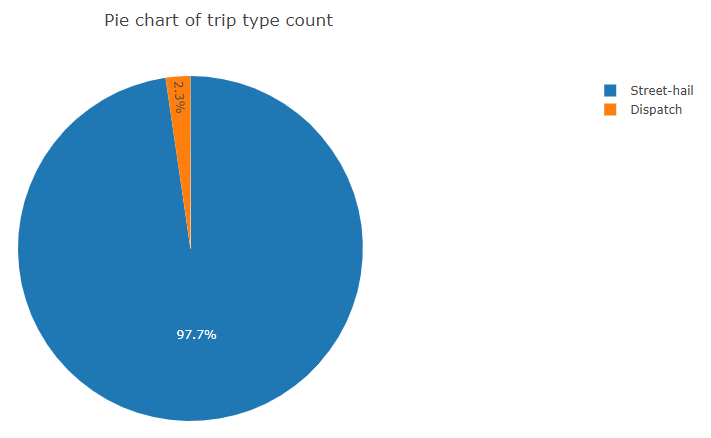 Pie chart of trip type count
Street-hail
Dispatch
2.3%
97.7%